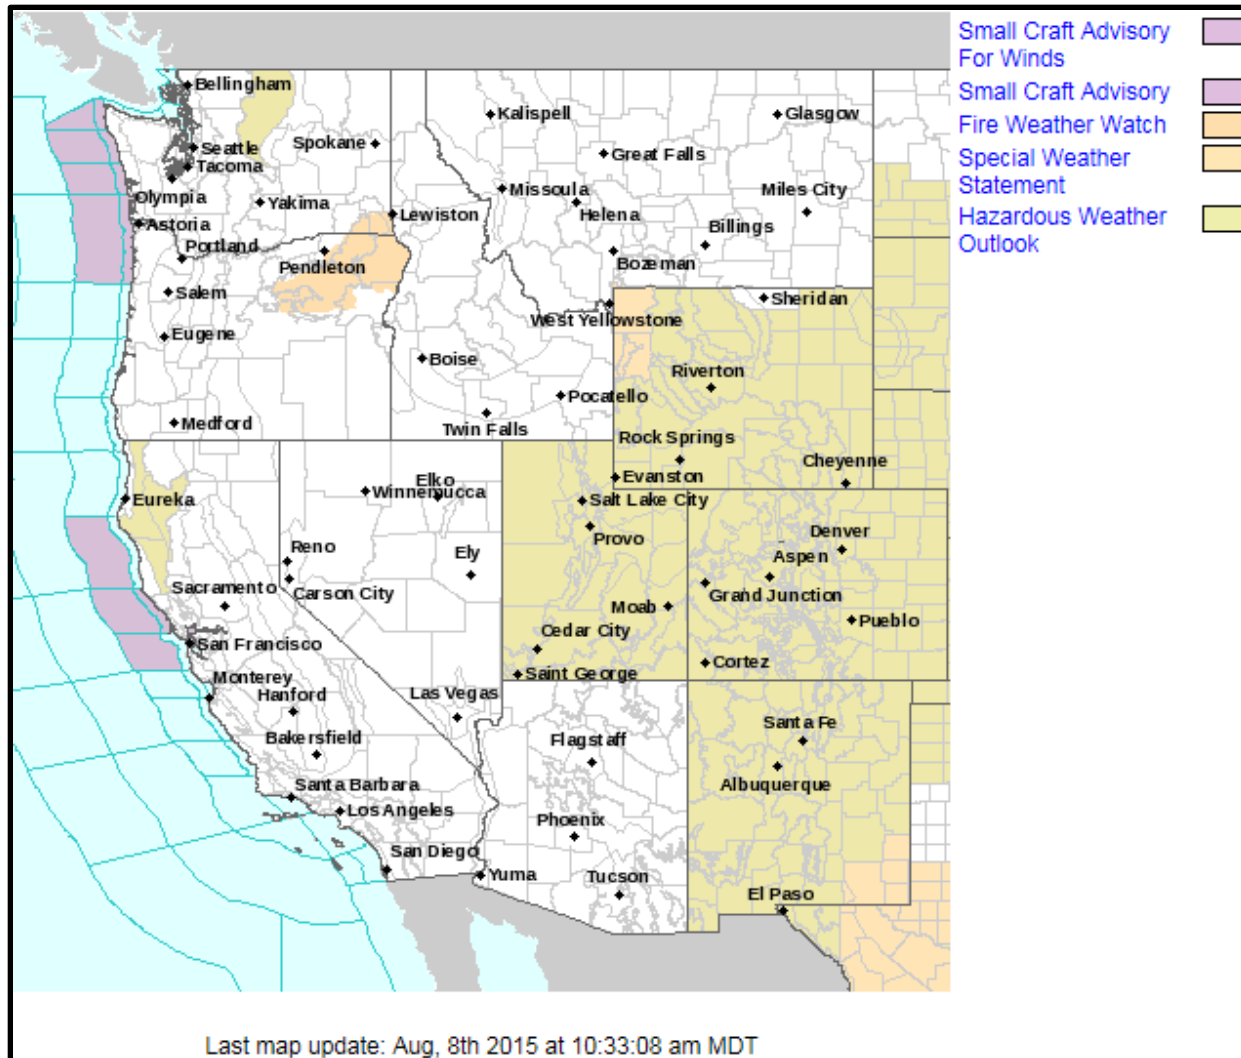 Small Craft Advisory
For Winds
Small Craft Advisory
Fire Weather Watch
Special Weather
Statement
Hazardous Weather
Outlook
Bellingham
Kalispell
Glasgow
Seattle
Spokane
Great Falls
Tacoma
Olympia
Yakima
Lewiston
Missoula
Helena
Miles City
Astoria
Portland
Pendleton
Billings
Bozeman
Salem
West Yellowstone
Sheridan
Eugene
Boise
Riverton
Pocatello
Medford
Twin Falls
Rock Springs
Cheyenne
Evanston
Eureka
Elko
Winnemucca
Salt Lake City
Provo
Denver
Aspen
Reno
Ely
Carson City
Grand Junction
Sacramento
Moab
Pueblo
San Francisco
Cedar City
Cortez
Saint George
Monterey
Hanford
Las Vegas
Bakersfield
Flagstaff
Santa Fe
Albuquerque
Santa Barbara
Los Angeles
Phoenix
San Diego
Yuma
Tucson
El Paso
Last map update: Aug, 8th 2015 at 10:33:08 am MDT